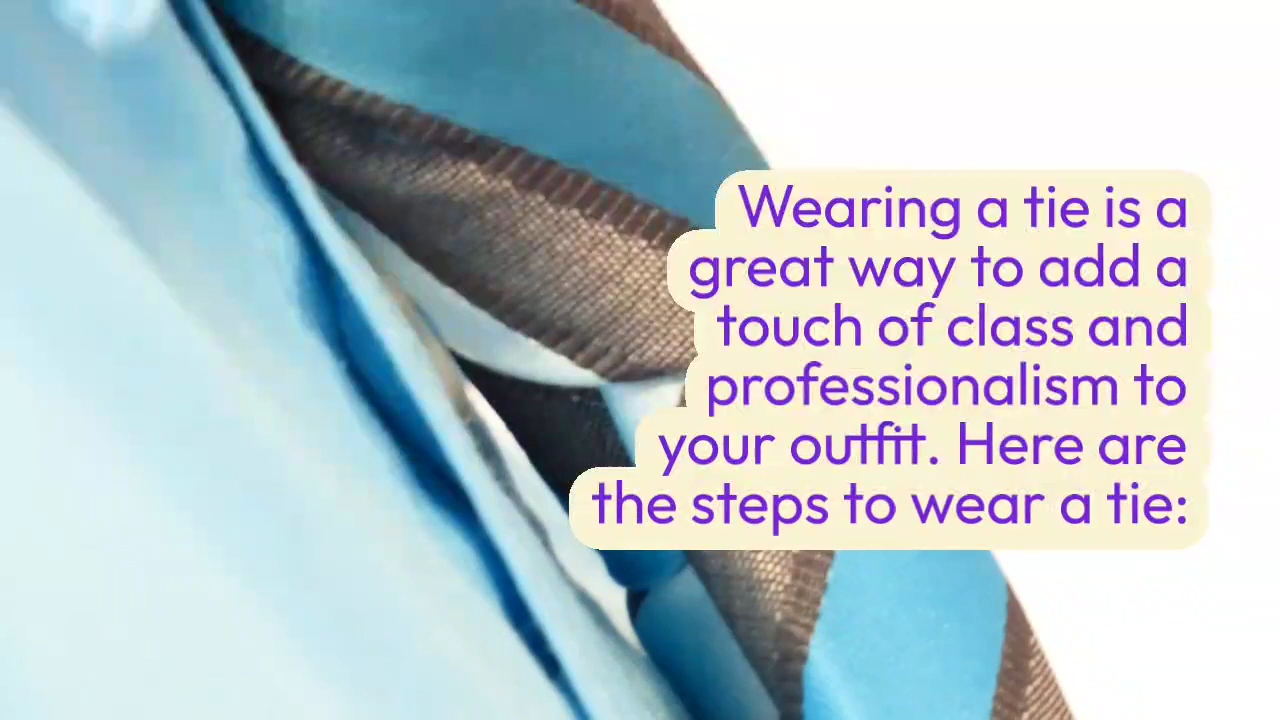 Wearing a tie is a
great way to add a
touch of class and
professionalism to
your outfit. Here are
the steps to wear a tie: